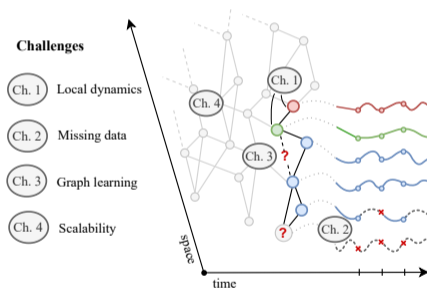 Challenges
Ch. 1 Local dynamics
Ch. 2 Missing data
Ch. 3 Graph learning
Ch. 4 Scalability
Ch. 1
Ch. 4
Ch. 3
?
?
Ch. 2
space
time